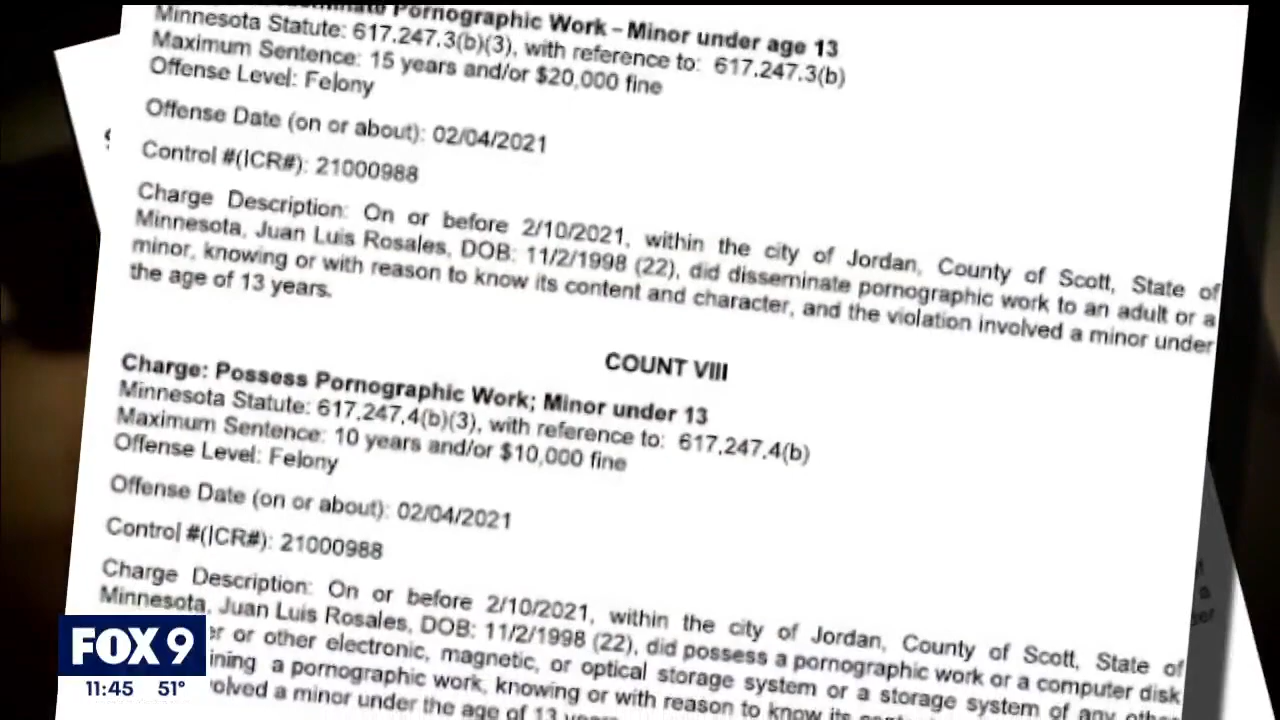 Pornographic Work – Minor under age 13
Minnesota Statute: 617.247.3(b)(3), with reference to: 617.247.3(b)
Maximum Sentence: 15 years and/or $20,000 fine
Offense Level: Felony
Offense Date (on or about): 02/04/2021
Control #(ICR#): 21000988
Charge Description: On or before 2/10/2021, within the city of Jordan, County of Scott, State of
Minnesota, Juan Luis Rosales, DOB: 11/2/1998 (22), did disseminate pornographic work to an adult or a
minor, knowing or with reason to know its content and character, and the violation involved a minor under
the age of 13 years.
COUNT VIII
Charge: Possess Pornographic Work; Minor under 13
Minnesota Statute: 617.247.4(b)(3), with reference to: 617.247.4(b)
Maximum Sentence: 10 years and/or $10,000 fine
Offense Level: Felony
Offense Date (on or about): 02/04/2021
Control #(ICR#): 21000988
Charge Description: On or before 2/10/2021, within the city of Jordan, County of Scott, State of
Minnesota, Juan Luis Rosales, DOB: 11/2/1998 (22), did possess a pornographic work or a computer disk
or other electronic, magnetic, or optical storage system or a storage system of any other
a pornographic work, knowing or with reason to know its
a minor under the age of 13
FOX 9
11:45 51°